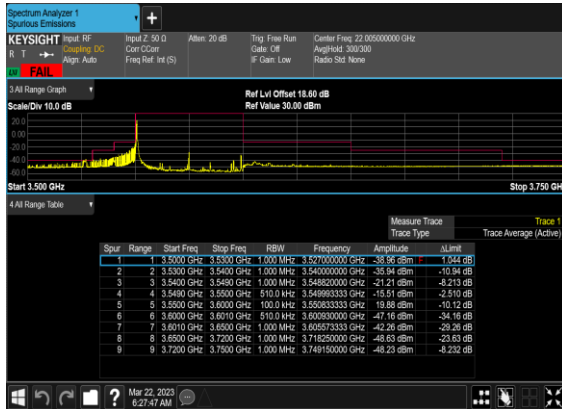 Spectrum Analyzer 1
Spurious Emissions
+
KEYSIGHT Input: RF Input Z: 50 Ω Atten: 20 dB Trig: Free Run Center Freq: 22.005000000 GHz
R T Coupling: DC Corr CCorr Gate: Off Avg|Hold: 300/300
Align: Auto Freq Ref: Int (S) IF Gain: Low Radio Std: None
FAIL
3 All Range Graph
Ref Lvl Offset 18.60 dB
Scale/Div 10.0 dB Ref Value 30.00 dBm
20.0
0.00
-20.0
-40.0
-60.0
Start 3.500 GHz Stop 3.750 GH
4 All Range Table
Measure Trace Trace 1
Trace Type Trace Average (Active)
Spur Range Start Freq Stop Freq RBW Frequency Amplitude ΔLimit
1 1 3.5000 GHz 3.5300 GHz 1.000 MHz 3.527000000 GHz -38.96 dBm F 1.044 dB
2 2 3.5300 GHz 3.5400 GHz 1.000 MHz 3.540000000 GHz -35.94 dBm -10.94 dB
3 3 3.5400 GHz 3.5490 GHz 1.000 MHz 3.548820000 GHz -21.21 dBm -8.213 dB
4 4 3.5490 GHz 3.5500 GHz 510.0 kHz 3.549993333 GHz -15.51 dBm -2.510 dB
5 5 3.5500 GHz 3.6000 GHz 100.0 kHz 3.550833333 GHz 19.88 dBm -10.12 dB
6 6 3.6000 GHz 3.6010 GHz 510.0 kHz 3.600930000 GHz -47.16 dBm -34.16 dB
7 7 3.6010 GHz 3.6500 GHz 1.000 MHz 3.605573333 GHz -42.26 dBm -29.26 dB
8 8 3.6500 GHz 3.7200 GHz 1.000 MHz 3.718250000 GHz -48.63 dBm -23.63 dB
9 9 3.7200 GHz 3.7500 GHz 1.000 MHz 3.749150000 GHz -48.23 dBm -8.232 dB
? Mar 22, 2023
6:27:47 AM